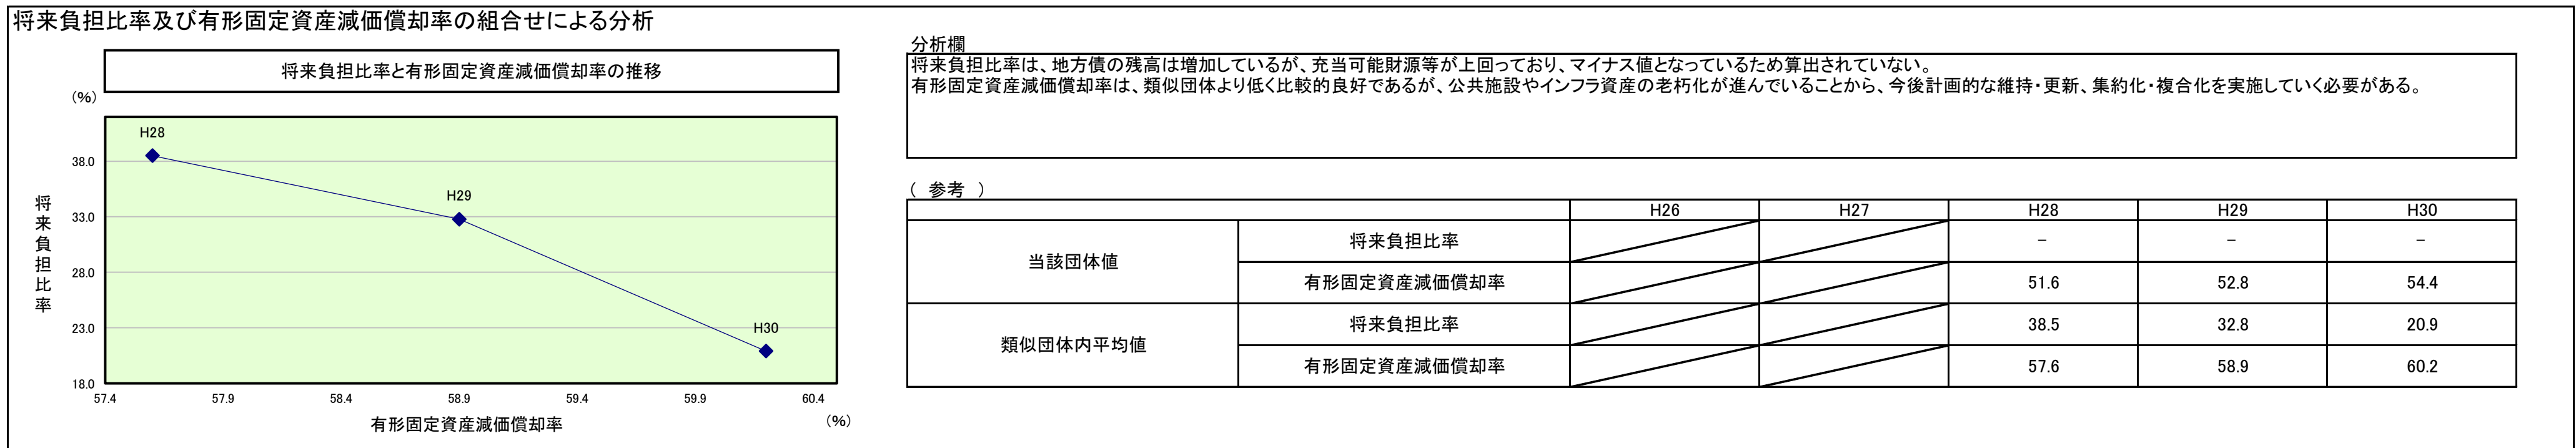 将来負担比率及び有形固定資産減価償却率の組合せによる分析
将来負担比率と有形固定資産減価償却率の推移
(%)
H28
H29
H30
38.0
33.0
28.0
23.0
18.0
将来負担比率
57.4 57.9 58.4 58.9 59.4 59.9 60.4
有形固定資産減価償却率
(%)
分析欄
将来負担比率は、地方債の残高は増加しているが、充当可能財源等が上回っており、マイナス値となっているため算出されていない。
有形固定資産減価償却率は、類似団体より低く比較的良好であるが、公共施設やインフラ資産の老朽化が進んでいることから、今後計画的な維持・更新、集約化・複合化を実施していく必要がある。
( 参考 )
H26 H27 H28 H29 H30
当該団体値
将来負担比率 - - -
有形固定資産減価償却率 51.6 52.8 54.4
類似団体内平均値
将来負担比率 38.5 32.8 20.9
有形固定資産減価償却率 57.6 58.9 60.2